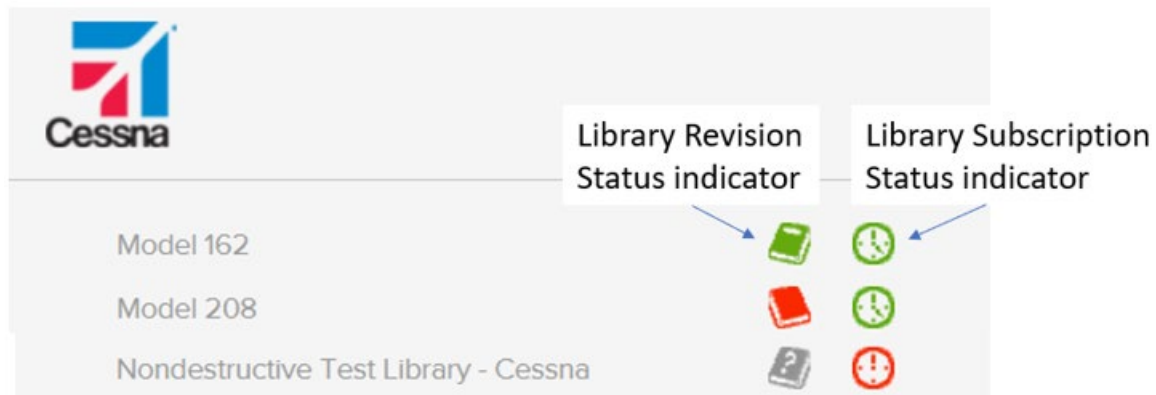 Cessna
Library Revision
Status indicator
Library Subscription
Status indicator
Model 162
Model 208
Nondestructive Test Library - Cessna
?